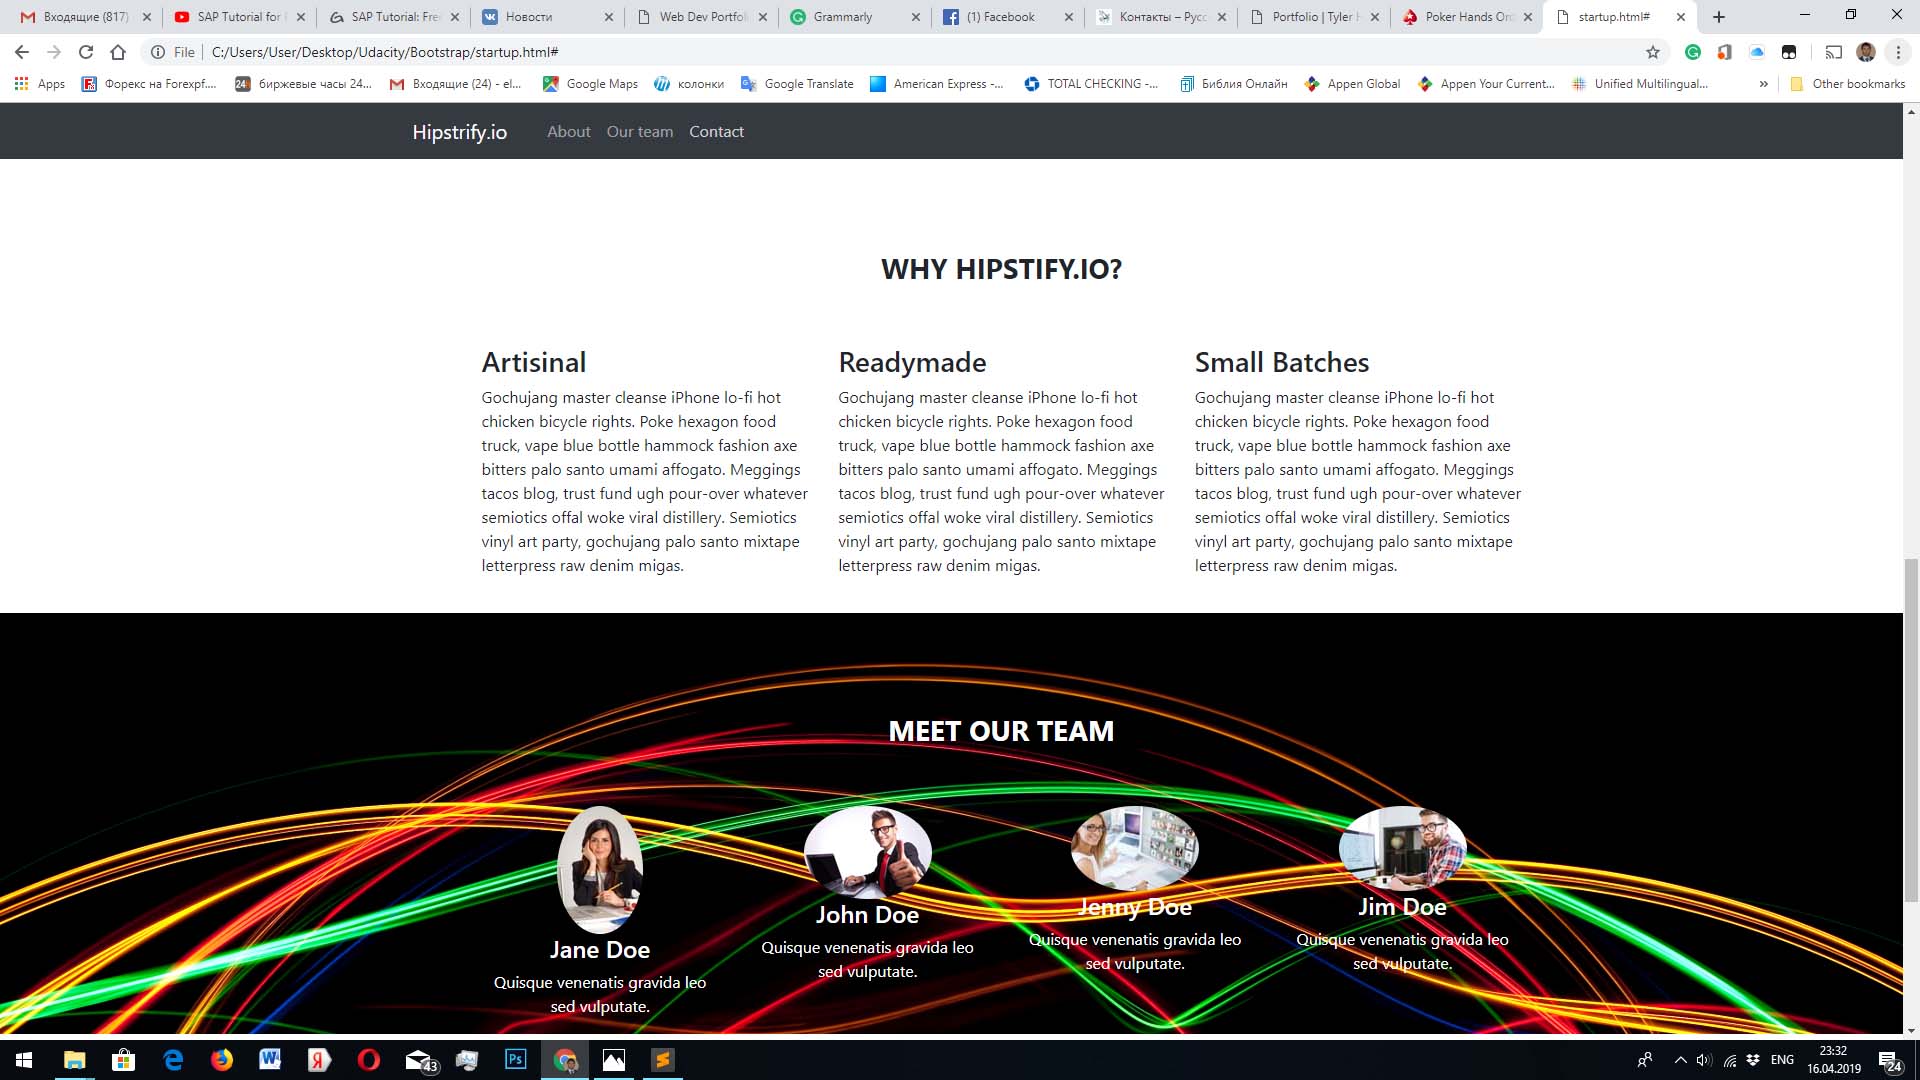 Входящие (817)
SAP Tutorial for
SAP Tutorial: Fre
Новости
Web Dev Portfol
Grammarly
(1) Facebook
Контакты – Русс
Portfolio | Tyler
Poker Hands Ord
startup.html#
File
C:/Users/User/Desktop/Udacity/Bootstrap/startup.html#
Apps
Форекс на Forexpf....
биржевые часы 24...
Входящие (24) - el...
Google Maps
колонки
Google Translate
American Express -...
TOTAL CHECKING -...
Библия Онлайн
Appen Global
Appen Your Current...
Unified Multilingual...
»
Other bookmarks
Hipstrify.io
About
Our team
Contact
WHY HIPSTIFY.IO?
Artisinal
Gochujang master cleanse iPhone lo-fi hot
chicken bicycle rights. Poke hexagon food
truck, vape blue bottle hammock fashion axe
bitters palo santo umami affogato. Meggings
tacos blog, trust fund ugh pour-over whatever
semiotics offal woke viral distillery. Semiotics
vinyl art party, gochujang palo santo mixtape
letterpress raw denim migas.
Readymade
Gochujang master cleanse iPhone lo-fi hot
chicken bicycle rights. Poke hexagon food
truck, vape blue bottle hammock fashion axe
bitters palo santo umami affogato. Meggings
tacos blog, trust fund ugh pour-over whatever
semiotics offal woke viral distillery. Semiotics
vinyl art party, gochujang palo santo mixtape
letterpress raw denim migas.
Small Batches
Gochujang master cleanse iPhone lo-fi hot
chicken bicycle rights. Poke hexagon food
truck, vape blue bottle hammock fashion axe
bitters palo santo umami affogato. Meggings
tacos blog, trust fund ugh pour-over whatever
semiotics offal woke viral distillery. Semiotics
vinyl art party, gochujang palo santo mixtape
letterpress raw denim migas.
MEET OUR TEAM
Jane Doe
Quisque venenatis gravida leo
sed vulputate.
John Doe
Quisque venenatis gravida leo
sed vulputate.
Jenny Doe
Quisque venenatis gravida leo
sed vulputate.
Jim Doe
Quisque venenatis gravida leo
sed vulputate.
43
Ps
ENG
23:32
16.04.2019
24